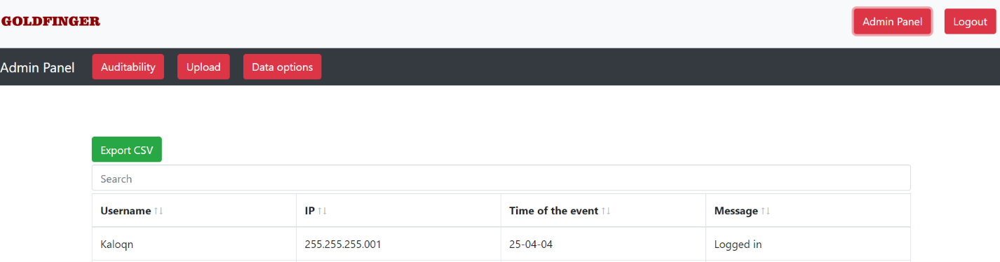 GOLDFINGER
Admin Panel Logout
Admin Panel Auditability Upload Data options
Export CSV
Search
Username ↑↓ IP ↑↓ Time of the event ↑↓ Message ↑↓
Kaloqn 255.255.255.001 25-04-04 Logged in